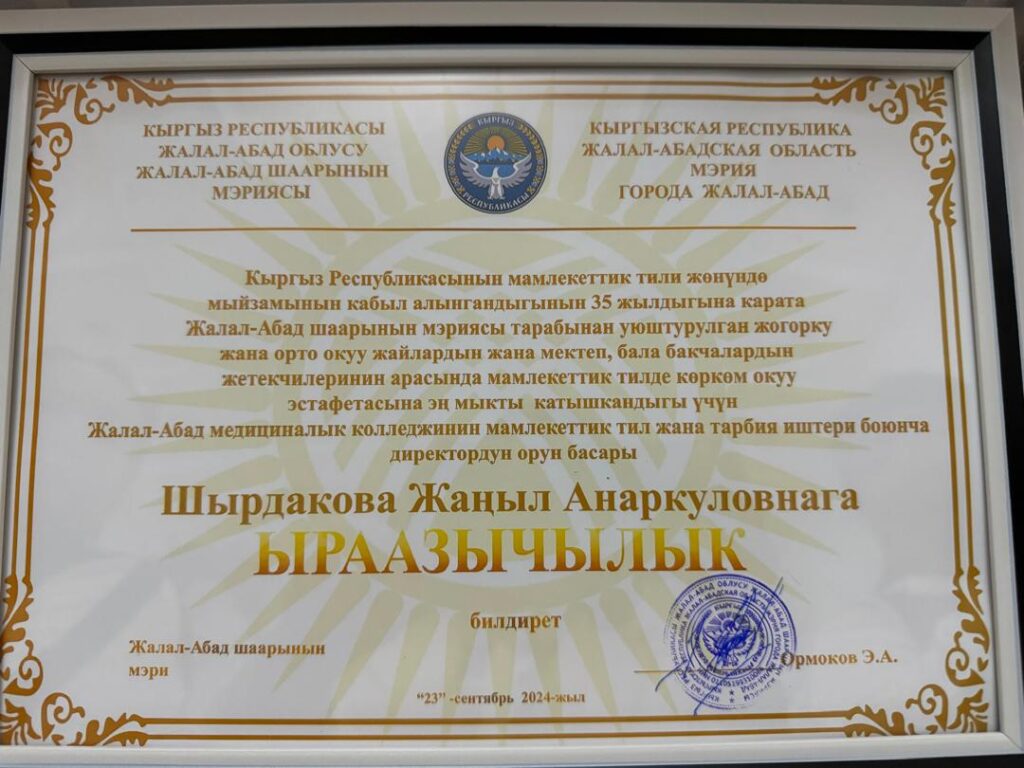 КЫРГЫЗ РЕСПУБЛИКАСЫ
ЖАЛАЛ-АБАД ОБЛУСУ
ЖАЛАЛ-АБАД ШААРЫНЫН
МЭРИЯСЫ
КЫРГЫЗ
РЕСПУБЛИКАСЫ
КЫРГЫЗСКАЯ РЕСПУБЛИКА
ЖАЛАЛ-АБАДСКАЯ ОБЛАСТЬ
МЭРИЯ
ГОРОДА ЖАЛАЛ-АБАД
Кыргыз Республикасынын мамлекеттик тили жөнүндө
мыйзамынын кабыл алынгандыгынын 35 жылдыгына карата
Жалал-Абад шаарынын мэриясы тарабынан уюштурулган жогорку
жана орто окуу жайлардын жана мектеп, бала бакчалардын
жетекчилеринин арасында мамлекеттик тилде көркөм окуу
эстафетасына эң мыкты катышкандыгы үчүн
Жалал-Абад медициналык колледжинин мамлекеттик тил жана тарбия иштери боюнча
директордун орун басары
Шырдакова Жаңыл Анаркуловнага
ЫРААЗЫЧЫЛЫК
билдирет
Жалал-Абад шаарынын
мэри
Ормоков Э.А.
“23” -сентябрь 2024-жыл